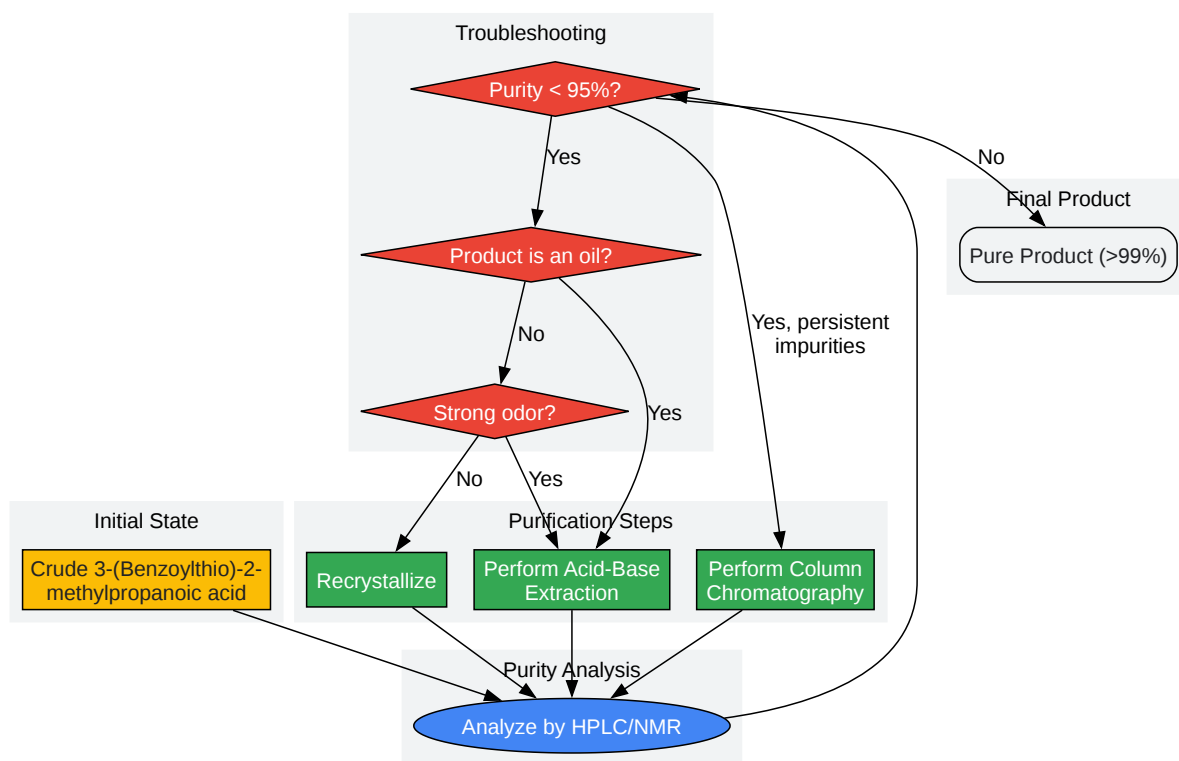 Troubleshooting
Purity < 95%?
Yes
No
Final Product
Pure Product (>99%)
Product is an oil?
No
Yes, persistent
impurities
Strong odor?
Yes
No
Yes
Initial State
Purification Steps
Crude 3-(Benzoylthio)-2-
methylpropanoic acid
Recrystallize
Perform Acid-Base
Extraction
Perform Column
Chromatography
Purity Analysis
Analyze by HPLC/NMR